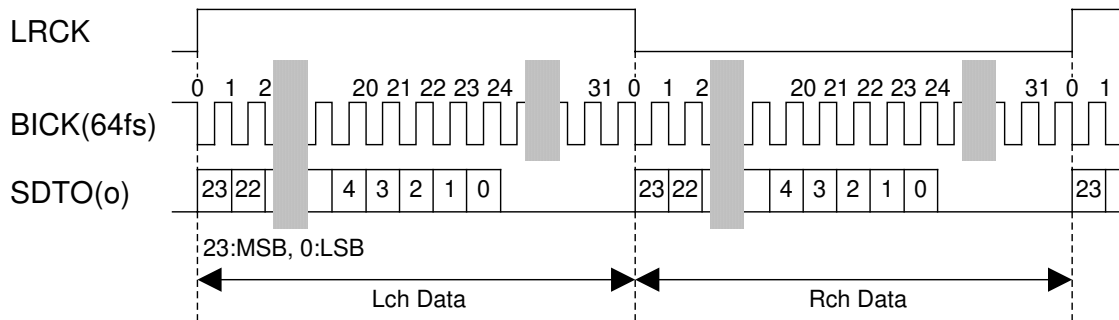 LRCK
0 1 2 20 21 22 23 24 31 0 1 2 20 21 22 23 24 31 0 1
BICK(64fs)
SDTO(o) 23 22 4 3 2 1 0 23 22 4 3 2 1 0 23
23:MSB, 0:LSB
Lch Data Rch Data